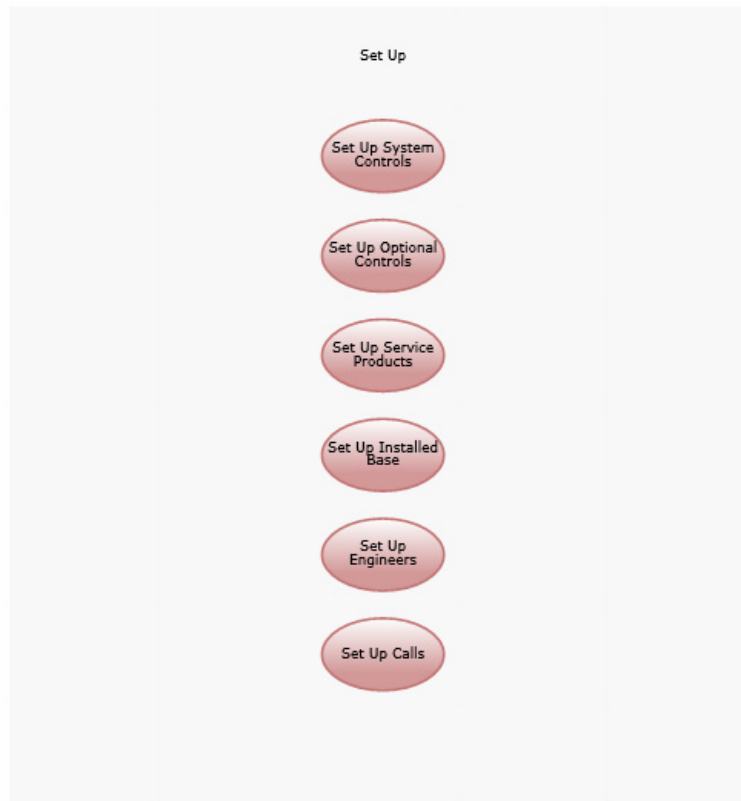 Set Up
Set Up System
Controls
Set Up Optional
Controls
Set Up Service
Products
Set Up Installed
Base
Set Up
Engineers
Set Up Calls